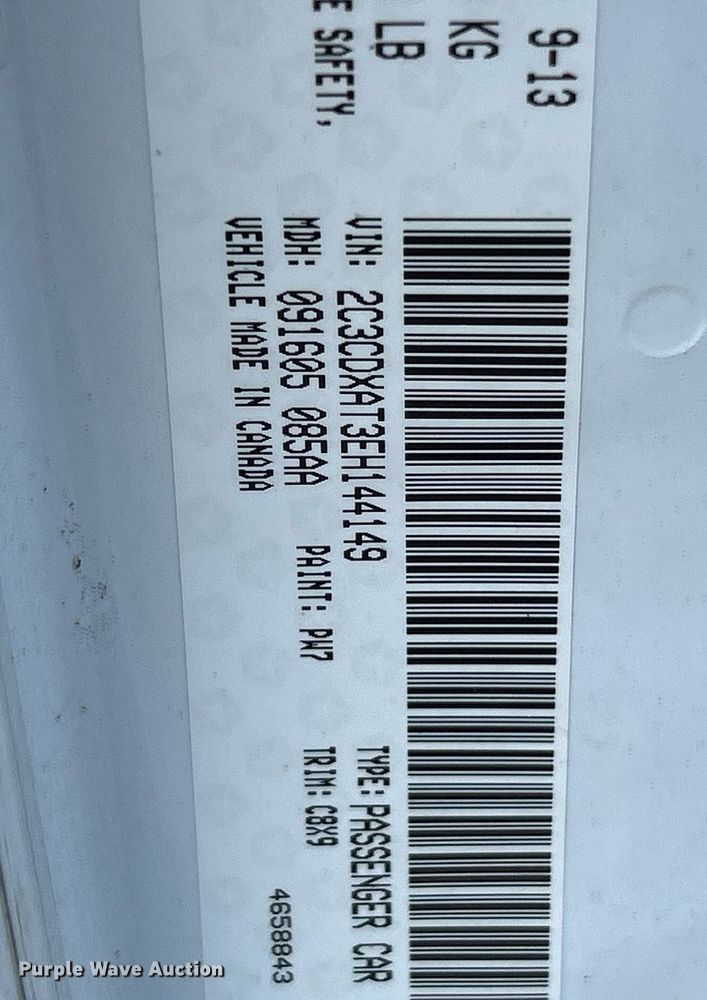 9-13
KG
LB
E SAFETY,
VIN: 2C3CDXAT3EH144149 TYPE: PASSENGER CAR
MDH: 091605 085AA PAINT: PW7 TRIM: C8X9
VEHICLE MADE IN CANADA
4658843
Purple Wave Auction